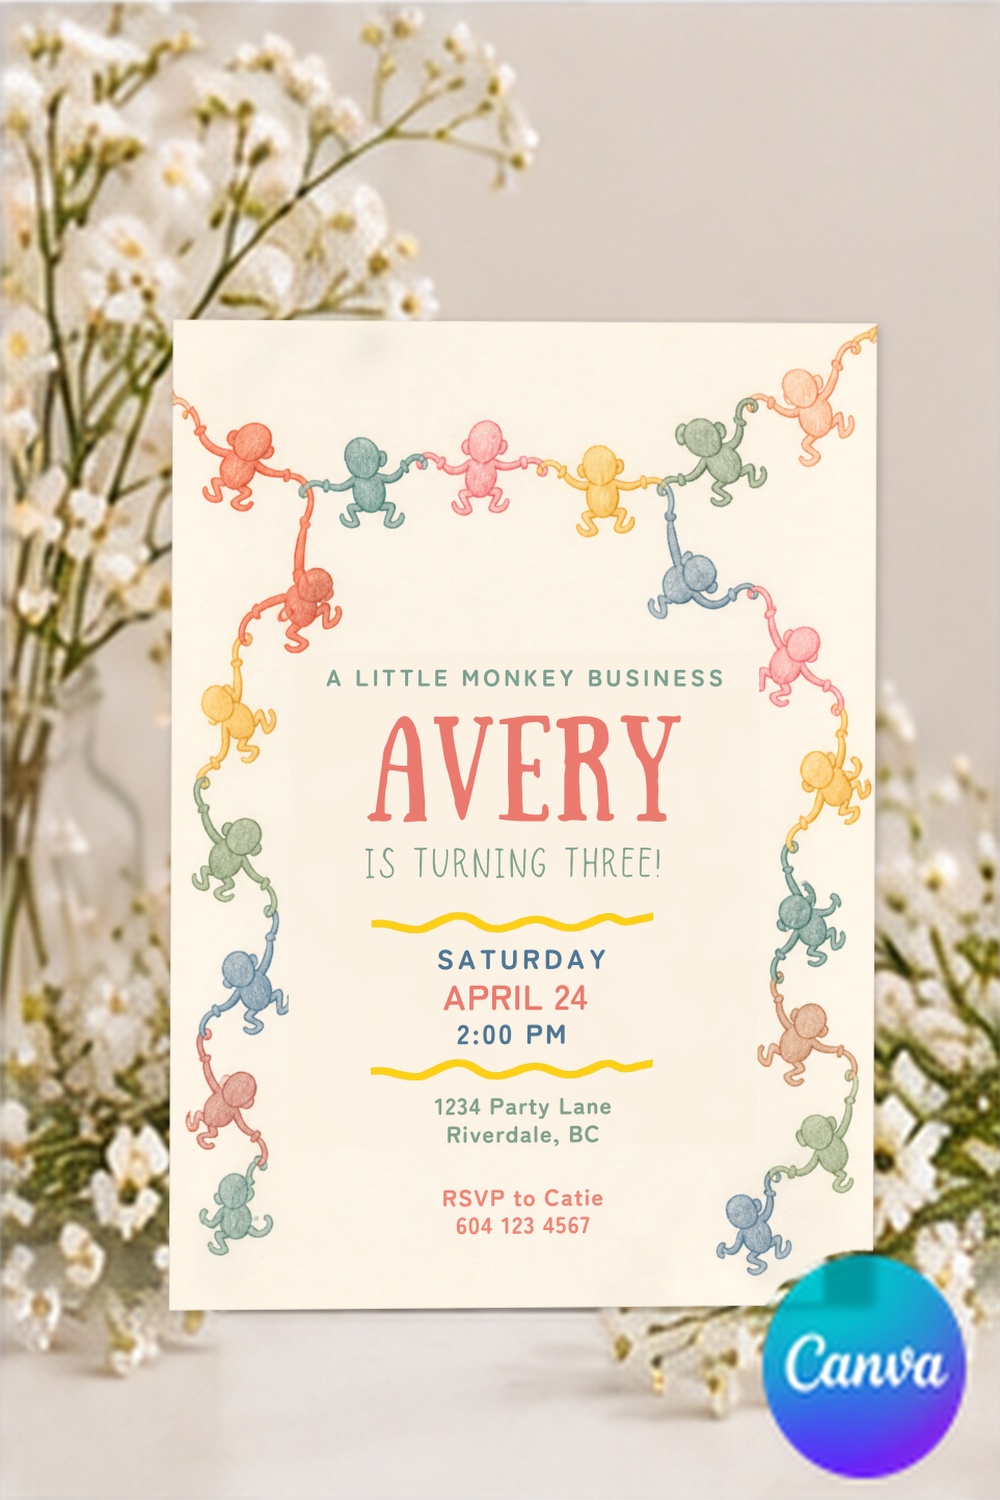 A LITTLE MONKEY BUSINESS
AVERY
IS TURNING THREE!
SATURDAY
APRIL 24
2:00 PM
1234 Party Lane
Riverdale, BC
RSVP to Catie
604 123 4567
Canva